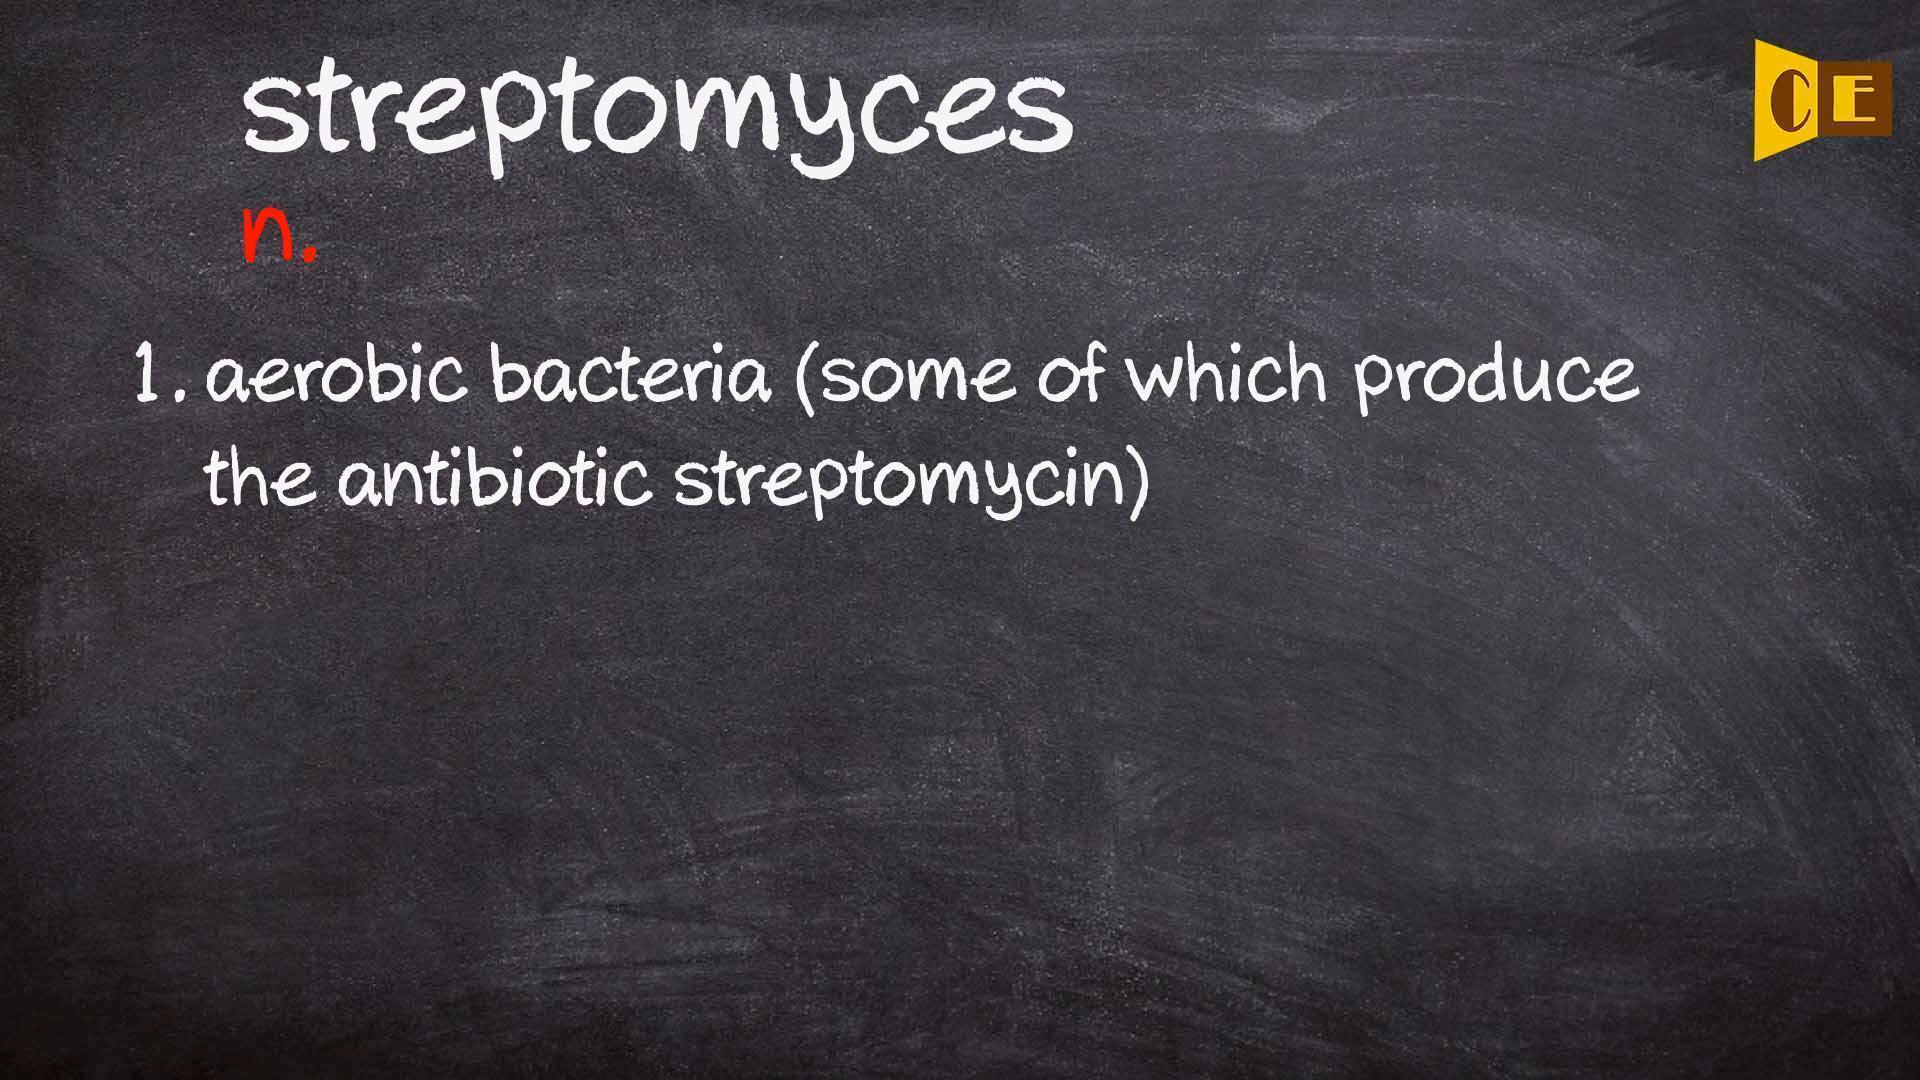 streptomyces
CE
n.
1. aerobic bacteria (some of which produce
the antibiotic streptomycin)